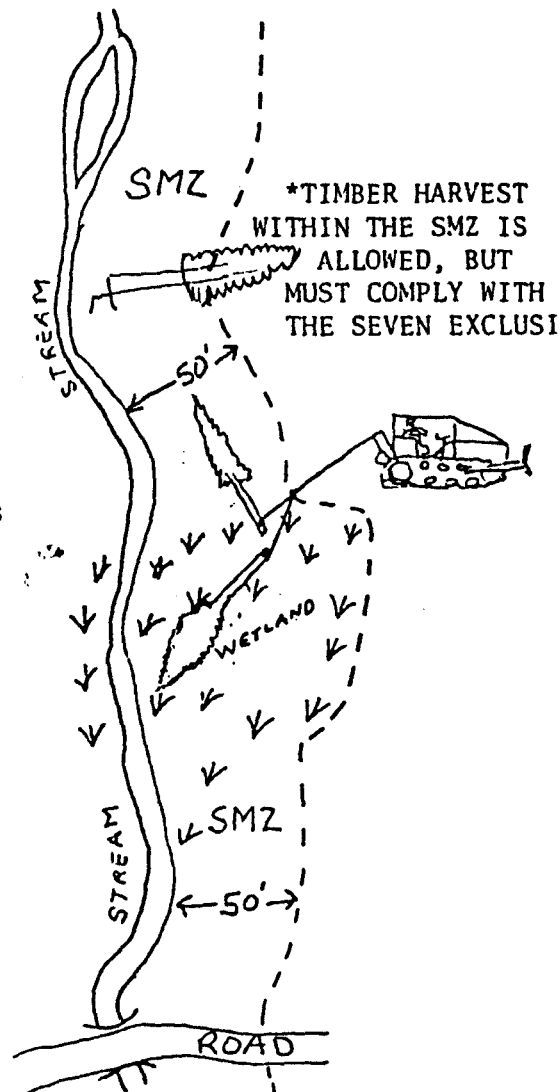 SMZ
*TIMBER HARVEST
WITHIN THE SMZ IS
ALLOWED, BUT
MUST COMPLY WITH
THE SEVEN EXCLUSI
STREAM
50'
WETLAND
SMZ
STREAM
50'
ROAD